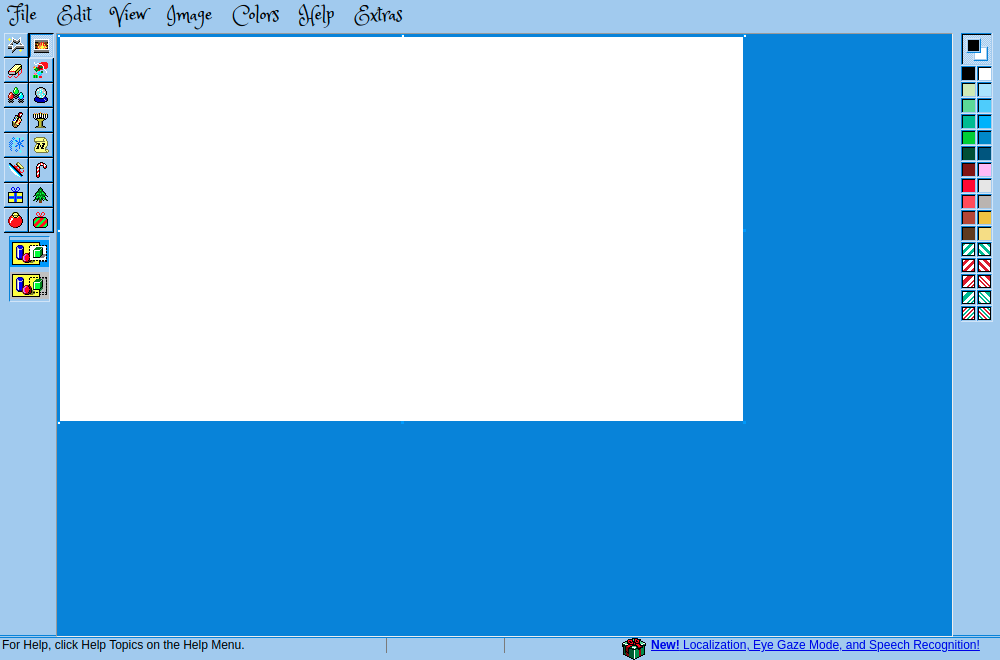 File Edit View Image Colors Help Extras
For Help, click Help Topics on the Help Menu.
New! Localization, Eye Gaze Mode, and Speech Recognition!